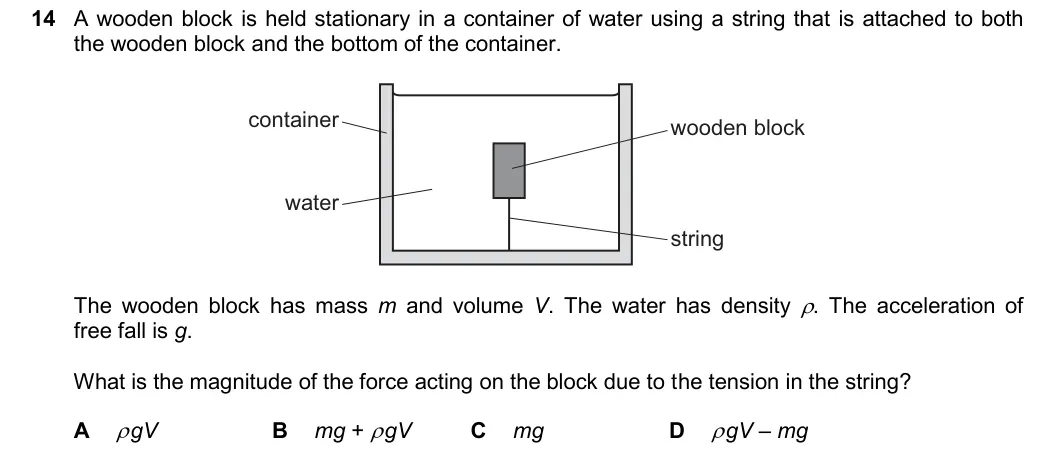 14 A wooden block is held stationary in a container of water using a string that is attached to both
the wooden block and the bottom of the container.
container
wooden block
water
string
The wooden block has mass m and volume V. The water has density ρ. The acceleration of
free fall is g.
What is the magnitude of the force acting on the block due to the tension in the string?
A ρgV B mg + ρgV C mg D ρgV – mg